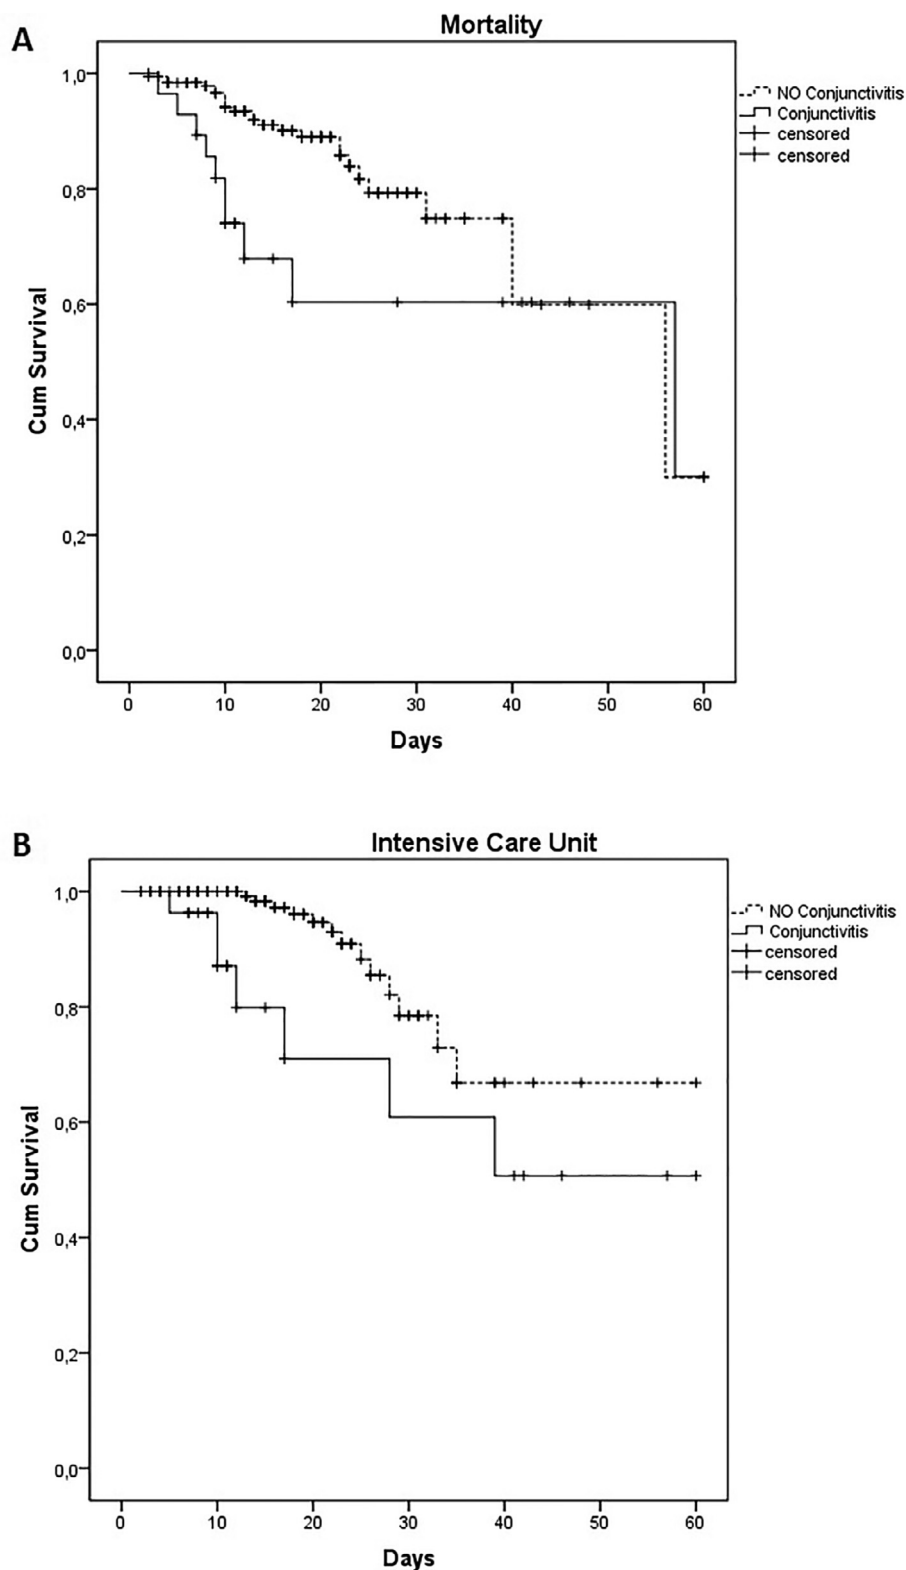 A
Mortality
1,0
0,8
0,6
0,4
0,2
0,0
Cum Survival
0 10 20 30 40 50 60
Days
NO Conjunctivitis
Conjunctivitis
censored
censored
B
Intensive Care Unit
1,0
0,8
0,6
0,4
0,2
0,0
Cum Survival
0 10 20 30 40 50 60
Days
NO Conjunctivitis
Conjunctivitis
censored
censored